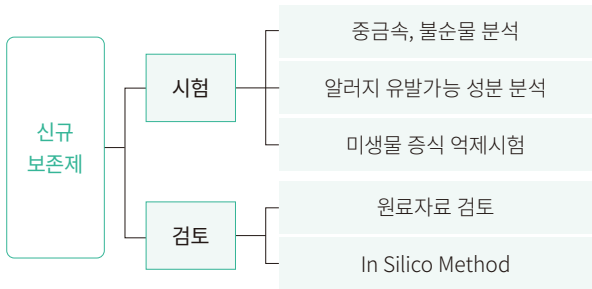 신규
보존제
시험
중금속, 불순물 분석
알러지 유발가능 성분 분석
미생물 증식 억제시험
검토
원료자료 검토
In Silico Method